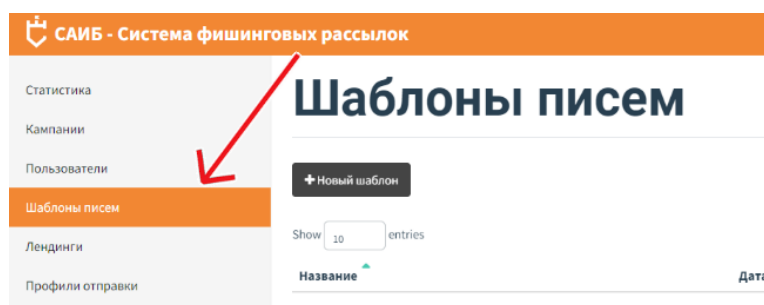 САИБ - Система фишинговых рассылок
Статистика
Кампании
Пользователи
Шаблоны писем
Лендинги
Профили отправки
Шаблоны писем
+Новый шаблон
Show 10 entries
Название
Дата